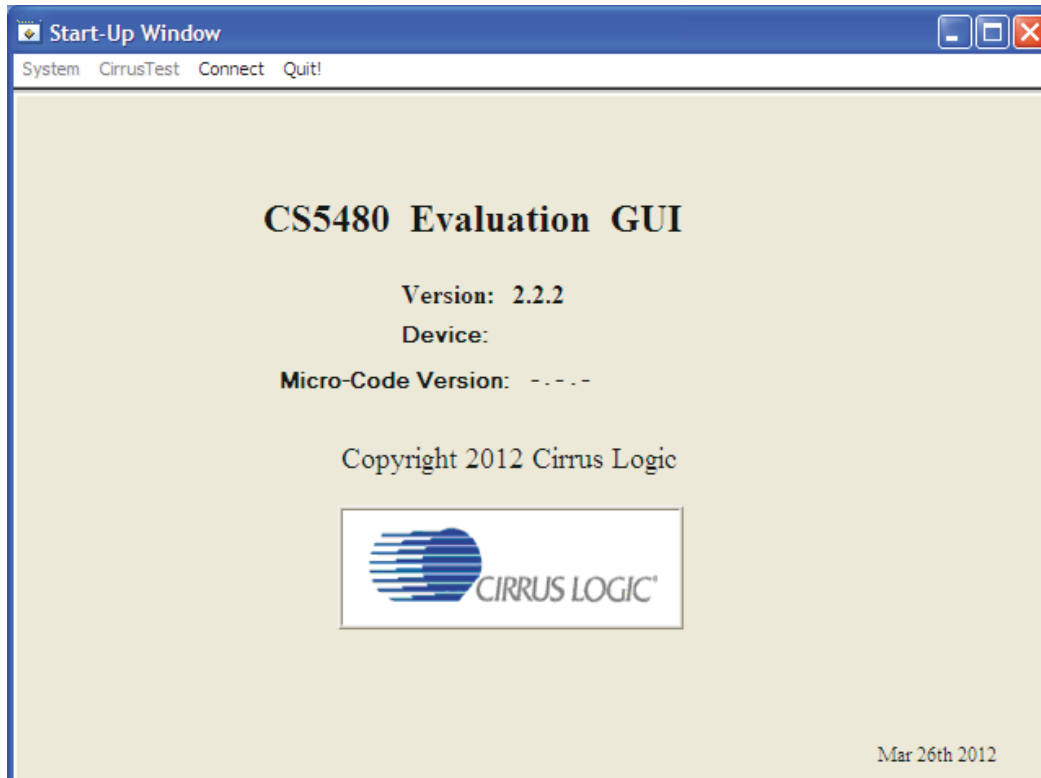 Start-Up Window
System CirrusTest Connect Quit!
CS5480 Evaluation GUI
Version: 2.2.2
Device:
Micro-Code Version: -.-.-
Copyright 2012 Cirrus Logic
CIRRUS LOGIC®
Mar 26th 2012